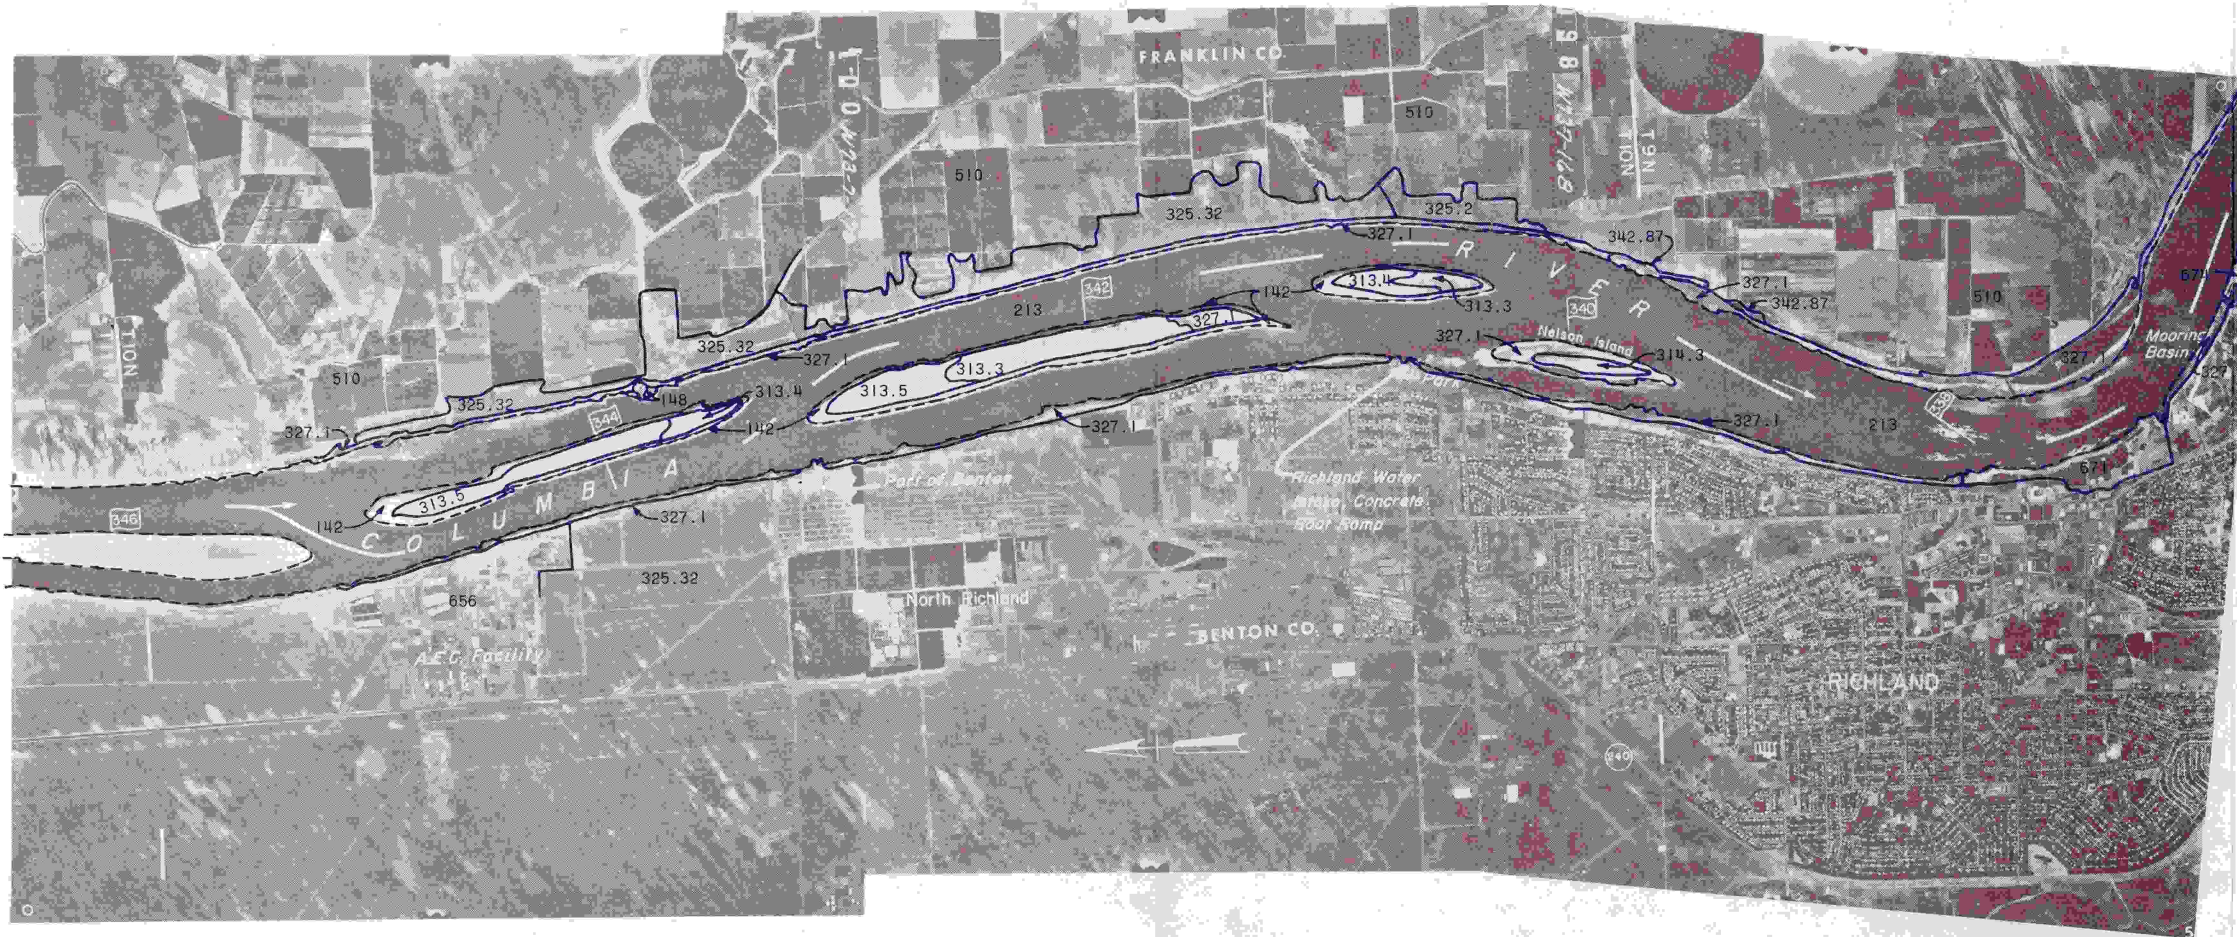 FRANKLIN CO.
510
T9N
T10N
510
325.32
325.2
327.1
342.87
R I V E R
674
313.4
142
313.3
340
327.1
342.87
510
342
213
327.1
327.1
Nelson Island
314.3
Mooring
Basin
327.1
327
T10N
T11N
325.32
327.1
313.3
510
313.5
313.4
148
325.32
344
142
327.1
Park
327.1
338
213
671
327.1
313.5
142
346
C O L U M B I A
327.1
Port of Benton
Richland Water
Intake, Concrete
Boat Ramp
325.32
656
North Richland
BENTON CO.
A.E.C. Facility
RICHLAND
240